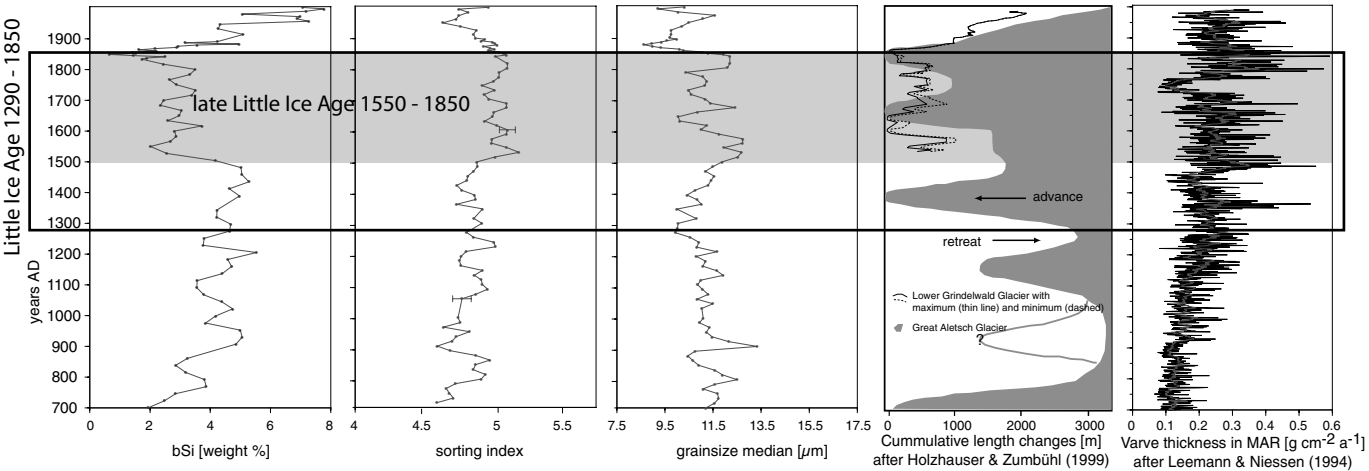 Little Ice Age 1290 - 1850
years AD
1900
1800
1700
1600
1500
1400
1300
1200
1100
1000
900
800
700
late Little Ice Age 1550 - 1850
advance
retreat
Lower Grindelwald Glacier with
maximum (thin line) and minimum (dashed)
Great Aletsch Glacier
?
0 2 4 6 8
bSi [weight %]
4 4.5 5 5.5
sorting index
7.5 9.5 11.5 13.5 15.5 17.5
grainsize median [µm]
0 1000 2000 3000
Cummulative length changes [m]
after Holzhauser & Zumbühl (1999)
0 0.1 0.2 0.3 0.4 0.5 0.6
Varve thickness in MAR [g cm-2 a-1]
after Leemann & Niessen (1994)